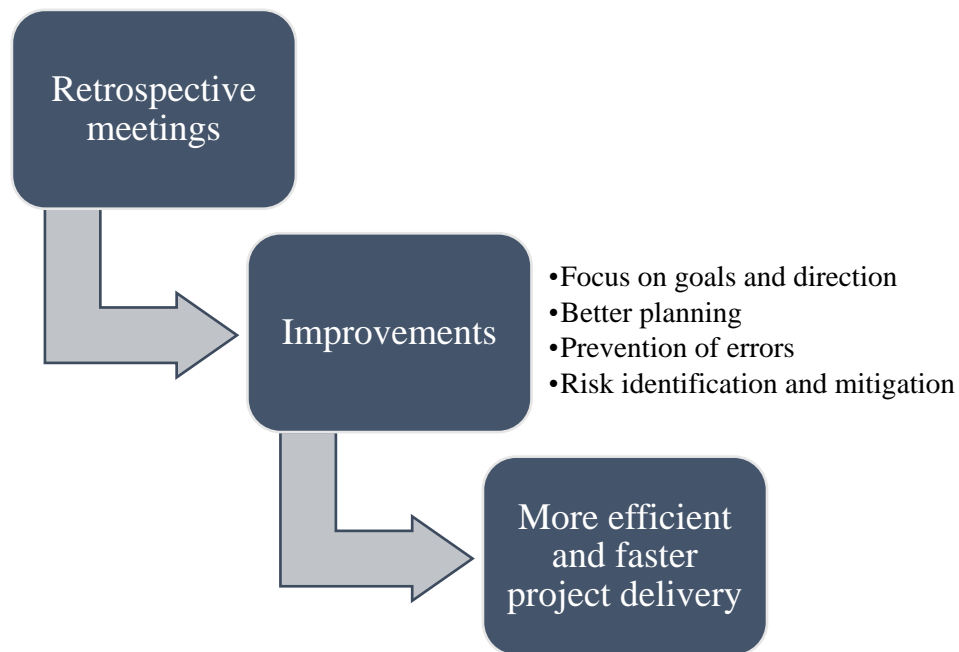 Retrospective
meetings
Improvements
•Focus on goals and direction
•Better planning
•Prevention of errors
•Risk identification and mitigation
More efficient
and faster
project delivery